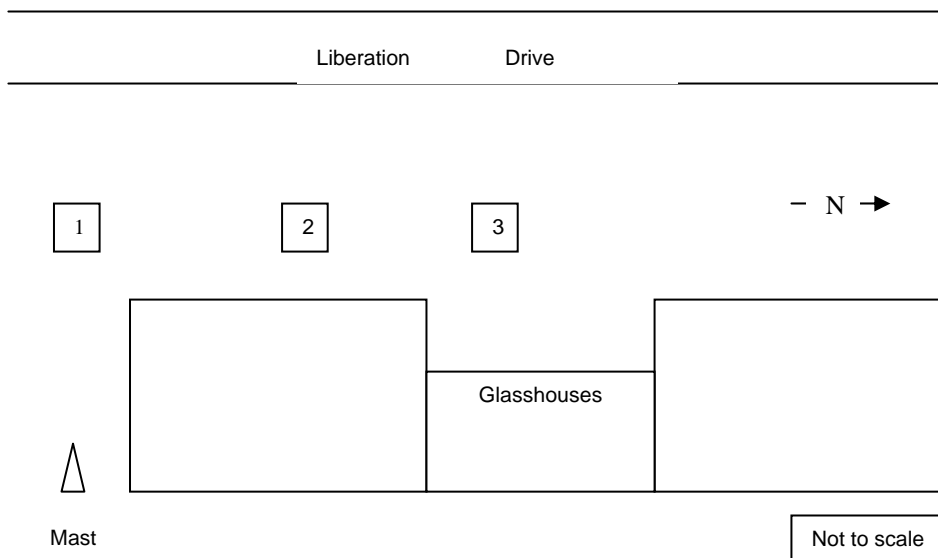 Liberation Drive
1 2 3 N
Glasshouses
Mast
Not to scale